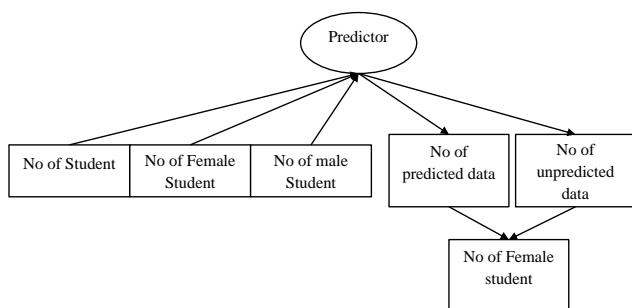 Predictor
No of Student
No of Female
Student
No of male
Student
No of
predicted data
No of
unpredicted
data
No of Female
student